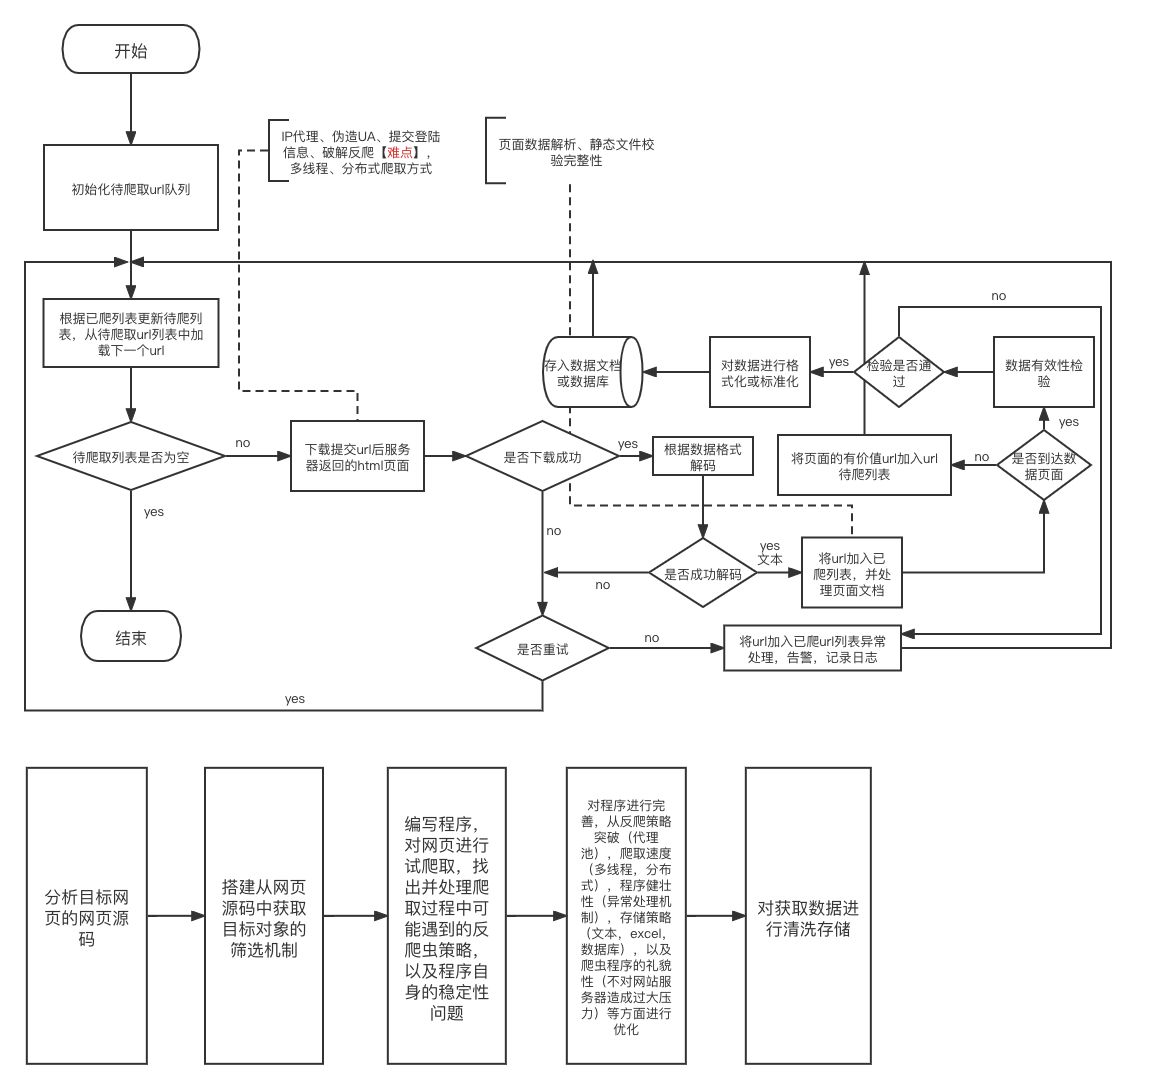 开始
IP代理、伪造UA、提交登陆
信息、破解反爬【难点】，
多线程、分布式爬取方式
页面数据解析、静态文件校
验完整性
初始化待爬取url队列
根据已爬列表更新待爬列
表，从待爬取url列表中加
载下一个url
待爬取列表是否为空
no
yes
结束
下载提交url后服务
器返回的html页面
是否下载成功
yes
no
根据数据格式
解码
是否成功解码
no
yes
文本
将url加入已
爬列表，并处
理页面文档
是否到达数
据页面
no
yes
将页面的有价值url加入url
待爬列表
数据有效性检
验
检验是否通
过
no
yes
对数据进行格
式化或标准化
存入数据文档
或数据库
是否重试
no
yes
将url加入已爬url列表异常
处理，告警，记录日志
分析目标网
页的网页源
码
搭建从网页
源码中获取
目标对象的
筛选机制
编写程序，
对网页进行
试爬取，找
出并处理爬
取过程中可
能遇到的反
爬虫策略，
以及程序自
身的稳定性
问题
对程序进行完
善，从反爬策略
突破（代理
池），爬取速度
（多线程，分布
式），程序健壮
性（异常处理机
制），存储策略
（文本，excel，
数据库），以及
爬虫程序的礼貌
性（不对网站服
务器造成过大压
力）等方面进行
优化
对获取数据进
行清洗存储